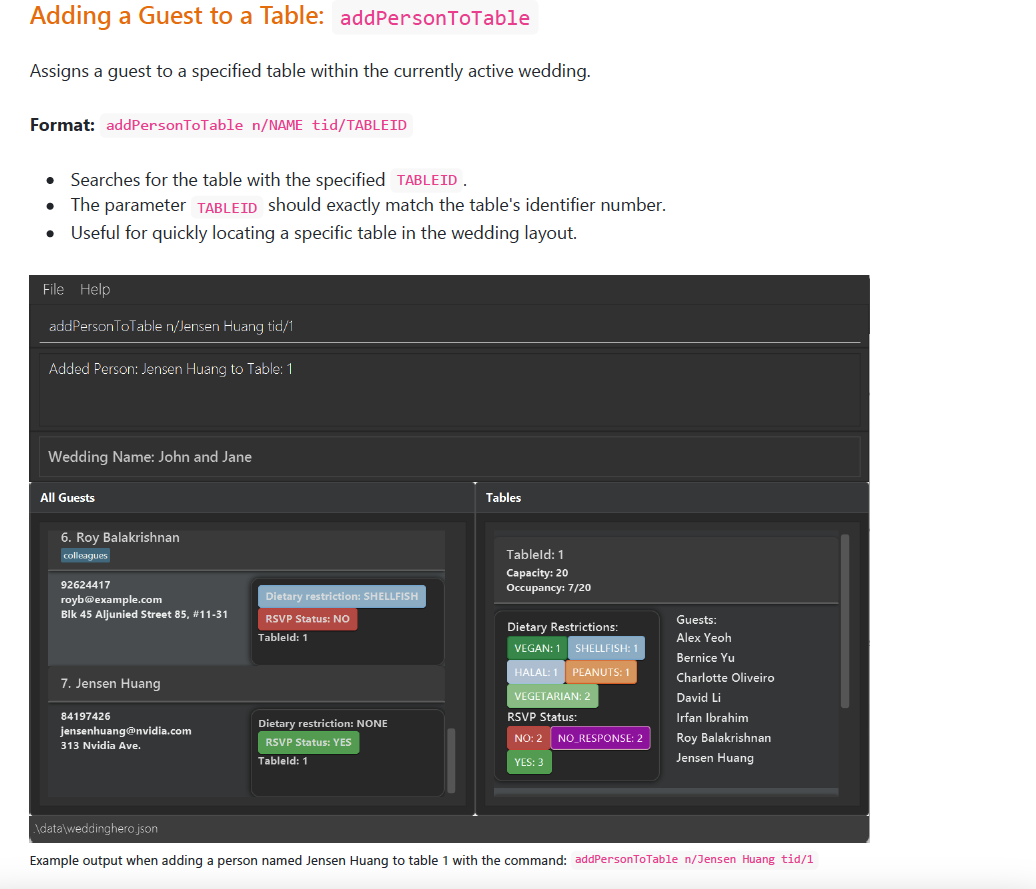 Adding a Guest to a Table: addPersonToTable
Assigns a guest to a specified table within the currently active wedding.
Format: addPersonToTable n/NAME tid/TABLEID
Searches for the table with the specified TABLEID .
The parameter TABLEID should exactly match the table's identifier number.
Useful for quickly locating a specific table in the wedding layout.
File Help
addPersonToTable n/Jensen Huang tid/1
Added Person: Jensen Huang to Table: 1
Wedding Name: John and Jane
All Guests
6. Roy Balakrishnan
colleagues
92624417
royb@example.com
Blk 45 Aljunied Street 85, #11-31
Dietary restriction: SHELLFISH
RSVP Status: NO
TableId: 1
7. Jensen Huang
84197426
jensenhuang@nvidia.com
313 Nvidia Ave.
Dietary restriction: NONE
RSVP Status: YES
TableId: 1
Tables
TableId: 1
Capacity: 20
Occupancy: 7/20
Dietary Restrictions:
VEGAN: 1 SHELLFISH: 1
HALAL: 1 PEANUTS: 1
VEGETARIAN: 2
RSVP Status:
NO: 2 NO_RESPONSE: 2
YES: 3
Guests:
Alex Yeoh
Bernice Yu
Charlotte Oliveiro
David Li
Irfan Ibrahim
Roy Balakrishnan
Jensen Huang
.\data\weddinghero.json
Example output when adding a person named Jensen Huang to table 1 with the command: addPersonToTable n/Jensen Huang tid/1